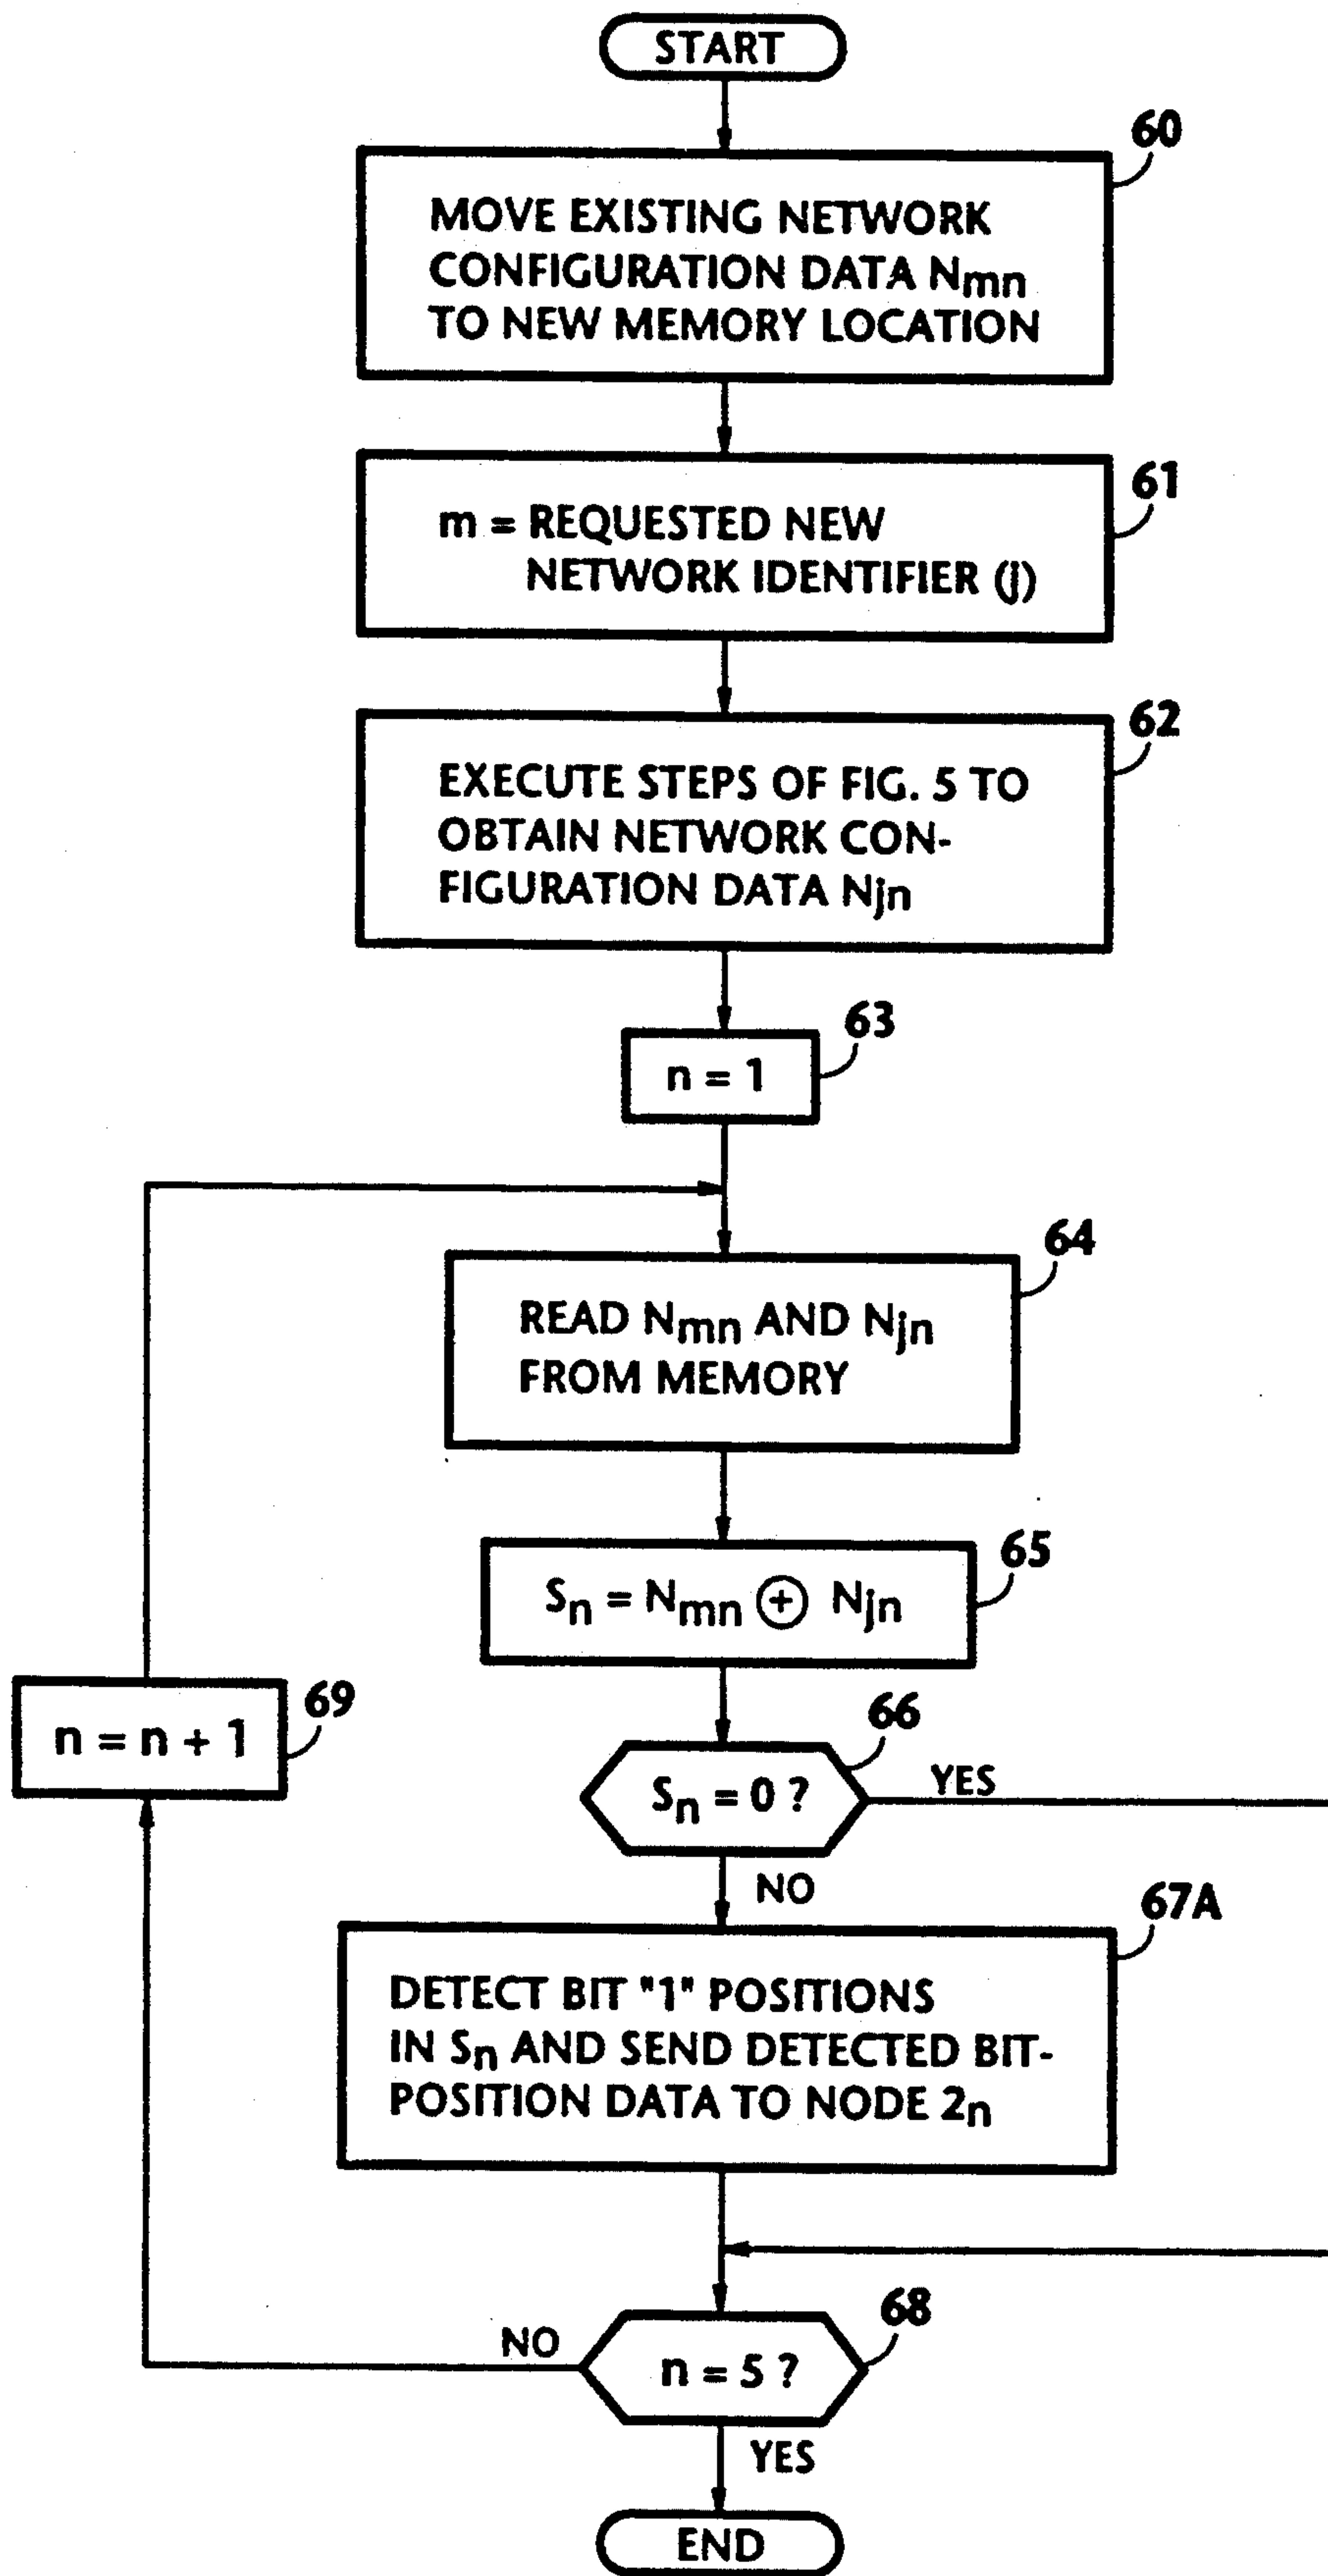 START
60
MOVE EXISTING NETWORK
CONFIGURATION DATA Nmn
TO NEW MEMORY LOCATION
61
m = REQUESTED NEW
NETWORK IDENTIFIER (j)
62
EXECUTE STEPS OF FIG. 5 TO
OBTAIN NETWORK CON-
FIGURATION DATA Njn
63
n = 1
64
READ Nmn AND Njn
FROM MEMORY
65
Sn = Nmn ⊕ Njn
69
n = n + 1
66
Sn = 0 ?
YES
NO
67A
DETECT BIT "1" POSITIONS
IN Sn AND SEND DETECTED BIT-
POSITION DATA TO NODE 2n
68
NO
n = 5 ?
YES
END